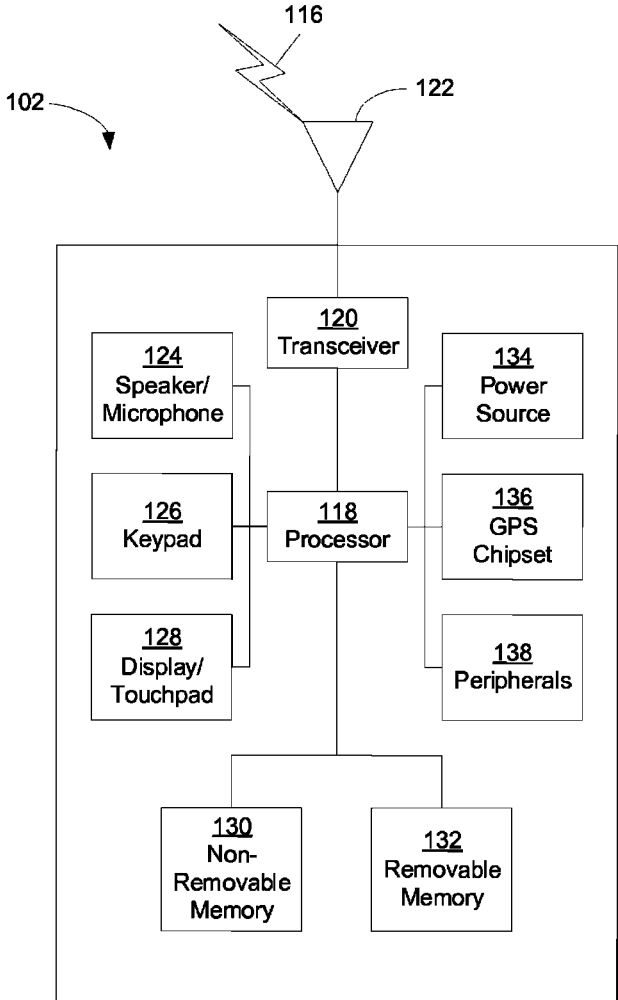 116
122
102
120
Transceiver
124
Speaker/
Microphone
134
Power
Source
126
Keypad
118
Processor
136
GPS
Chipset
128
Display/
Touchpad
138
Peripherals
130
Non-
Removable
Memory
132
Removable
Memory